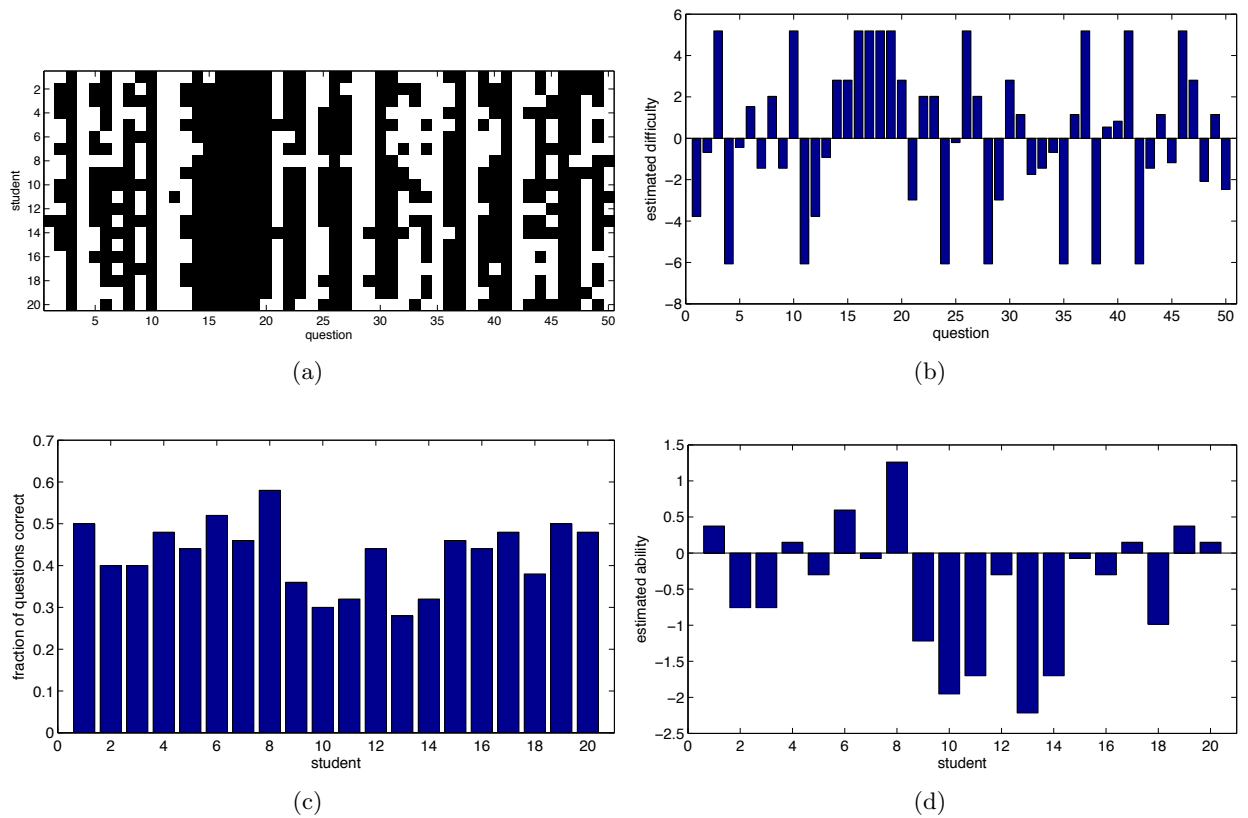 student
2
4
6
8
10
12
14
16
18
20
5 10 15 20 25 30 35 40 45 50
question
(a)
estimated difficulty
6
4
2
0
−2
−4
−6
−8
0 5 10 15 20 25 30 35 40 45 50
question
(b)
fraction of questions correct
0.7
0.6
0.5
0.4
0.3
0.2
0.1
0
0 2 4 6 8 10 12 14 16 18 20
student
(c)
estimated ability
1.5
1
0.5
0
−0.5
−1
−1.5
−2
−2.5
0 2 4 6 8 10 12 14 16 18 20
student
(d)